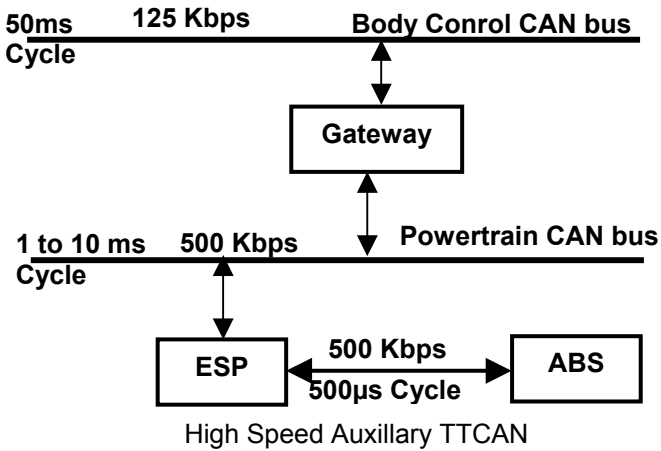 50ms 125 Kbps Body Conrol CAN bus
Cycle
Gateway
1 to 10 ms 500 Kbps Powertrain CAN bus
Cycle
ESP 500 Kbps ABS
500µs Cycle
High Speed Auxillary TTCAN